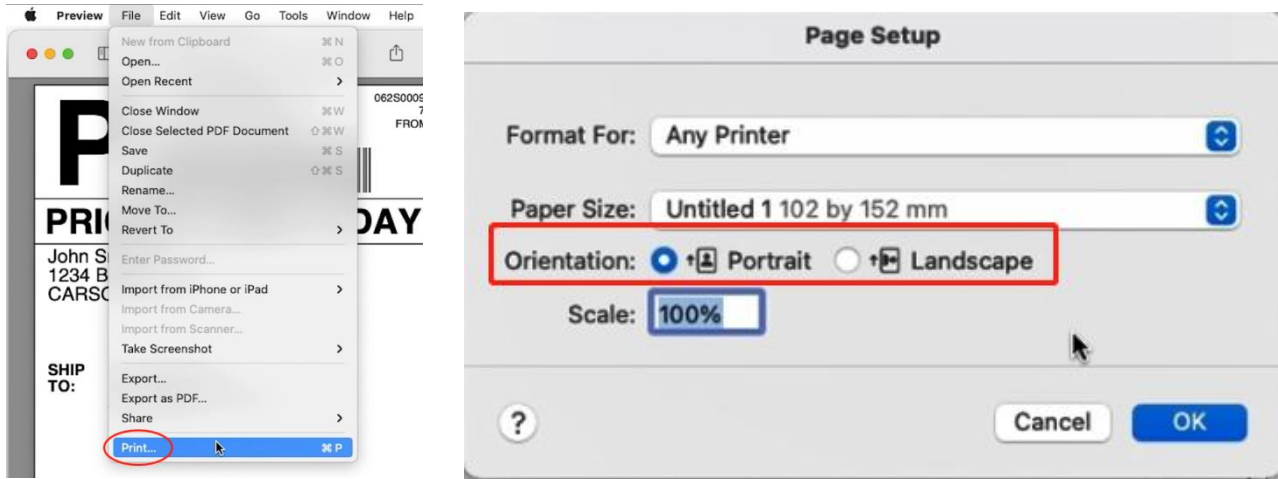 Preview File Edit View Go Tools Window Help
New from Clipboard ⌘ N
Open... ⌘ O
Open Recent >
Close Window ⌘ W
Close Selected PDF Document ⇧ ⌘ W
Save ⌘ S
Duplicate ⇧ ⌘ S
Rename...
Move To...
Revert To >
Enter Password...
Import from iPhone or iPad >
Import from Camera...
Import from Scanner...
Take Screenshot >
Export...
Export as PDF...
Share >
Print... ⌘ P
P
062S0009
7
FROM
PRI
DAY
John S
1234 B
CARSO
SHIP
TO:
Page Setup
Format For: Any Printer
Paper Size: Untitled 1 102 by 152 mm
Orientation: Portrait Landscape
Scale: 100%
? Cancel OK